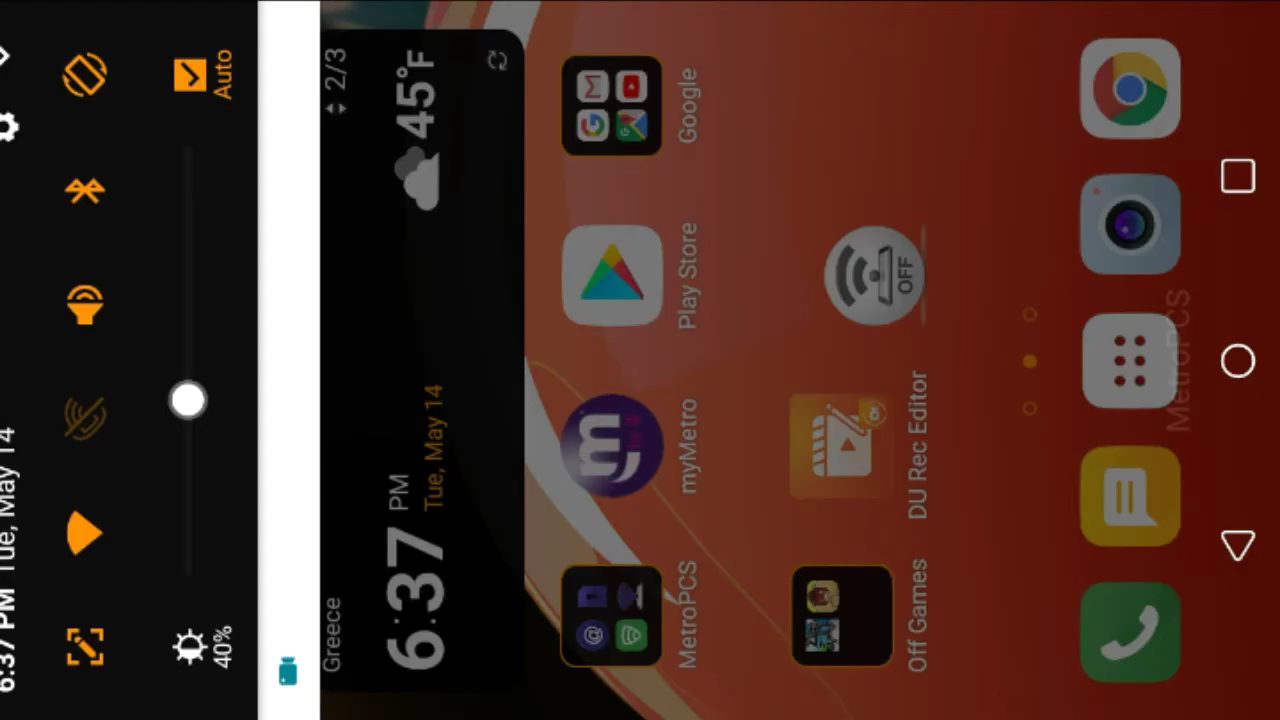 6:37 PM Tue, May 14
40%
Auto
Greece
2/3
6:37 PM
Tue, May 14
45°F
MetroPCS
myMetro
Play Store
Google
Off Games
DU Rec Editor
OFF
MetroPCS